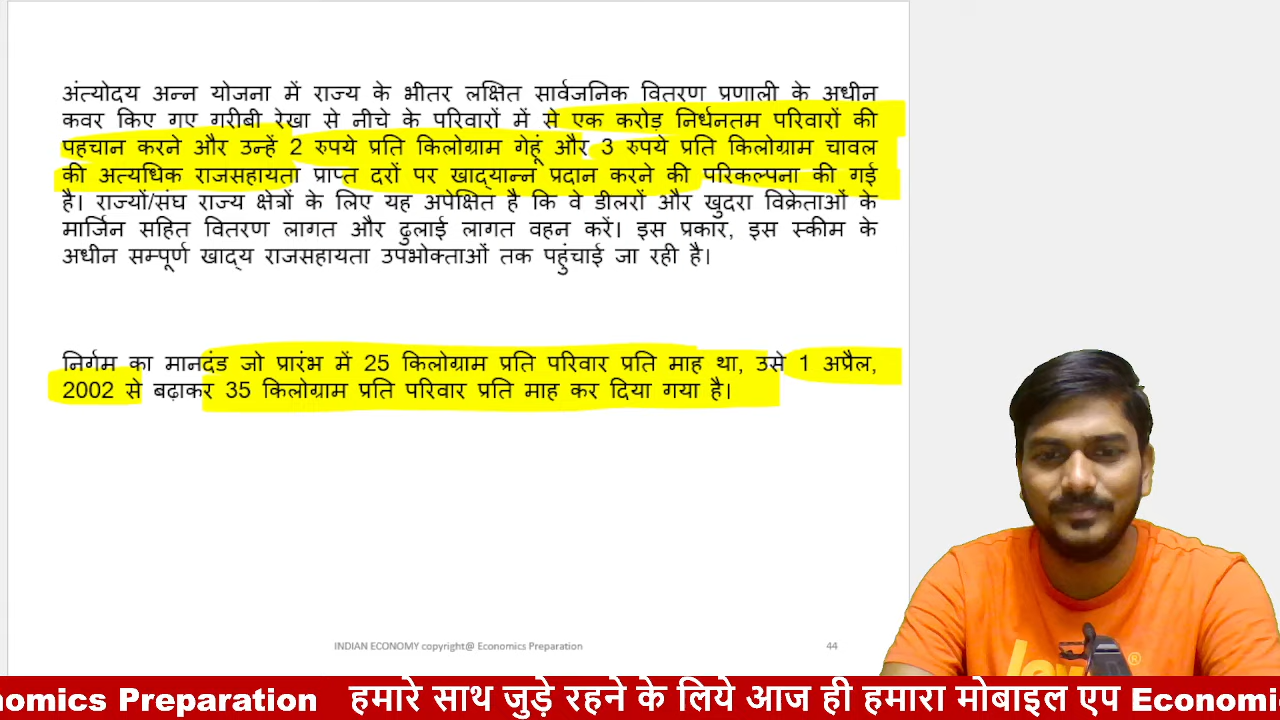 अंत्योदय अन्न योजना में राज्य के भीतर लक्षित सार्वजनिक वितरण प्रणाली के अधीन
कवर किए गए गरीबी रेखा से नीचे के परिवारों में से एक करोड़ निर्धनतम परिवारों की
पहचान करने और उन्हें 2 रुपये प्रति किलोग्राम गेहूं और 3 रुपये प्रति किलोग्राम चावल
की अत्यधिक राजसहायता प्राप्त दरों पर खाद्यान्न प्रदान करने की परिकल्पना की गई
है। राज्यों/संघ राज्य क्षेत्रों के लिए यह अपेक्षित है कि वे डीलरों और खुदरा विक्रेताओं के
मार्जिन सहित वितरण लागत और ढुलाई लागत वहन करें। इस प्रकार, इस स्कीम के
अधीन सम्पूर्ण खाद्य राजसहायता उपभोक्ताओं तक पहुंचाई जा रही है।
निर्गम का मानदंड जो प्रारंभ में 25 किलोग्राम प्रति परिवार प्रति माह था, उसे 1 अप्रैल,
2002 से बढ़ाकर 35 किलोग्राम प्रति परिवार प्रति माह कर दिया गया है।
INDIAN ECONOMY copyright@ Economics Preparation 44
nomics Preparation हमारे साथ जुड़े रहने के लिये आज ही हमारा मोबाइल एप Economi